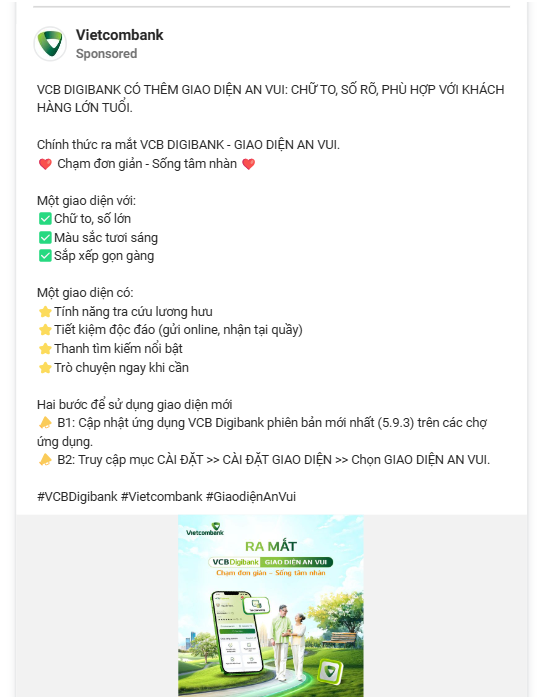 Vietcombank
Sponsored
VCB DIGIBANK CÓ THÊM GIAO DIỆN AN VUI: CHỮ TO, SỐ RÕ, PHÙ HỢP VỚI KHÁCH
HÀNG LỚN TUỔI.
Chính thức ra mắt VCB DIGIBANK - GIAO DIỆN AN VUI.
❤️ Chạm đơn giản - Sống tâm nhàn ❤️
Một giao diện với:
✅ Chữ to, số lớn
✅ Màu sắc tươi sáng
✅ Sắp xếp gọn gàng
Một giao diện có:
⭐ Tính năng tra cứu lương hưu
⭐ Tiết kiệm độc đáo (gửi online, nhận tại quầy)
⭐ Thanh tìm kiếm nổi bật
⭐ Trò chuyện ngay khi cần
Hai bước để sử dụng giao diện mới
B1: Cập nhật ứng dụng VCB Digibank phiên bản mới nhất (5.9.3) trên các chợ
ứng dụng.
B2: Truy cập mục CÀI ĐẶT >> CÀI ĐẶT GIAO DIỆN >> Chọn GIAO DIỆN AN VUI.
#VCBDigibank #Vietcombank #GiaodiệnAnVui
Vietcombank
RA MẮT
VCB Digibank GIAO DIỆN AN VUI
Chạm đơn giản - Sống tâm nhàn